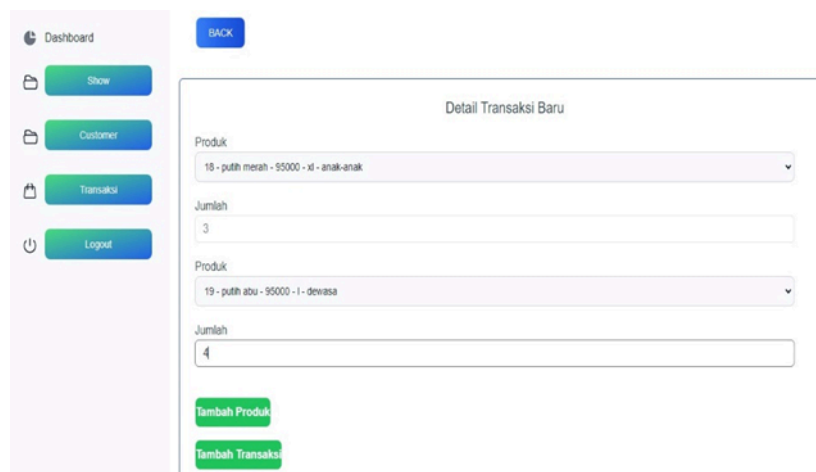 Dashboard
Show
Customer
Transaksi
Logout
BACK
Detail Transaksi Baru
Produk
18 - putih merah - 95000 - xl - anak-anak
Jumlah
3
Produk
19 - putih abu - 95000 - l - dewasa
Jumlah
4
Tambah Produk
Tambah Transaksi